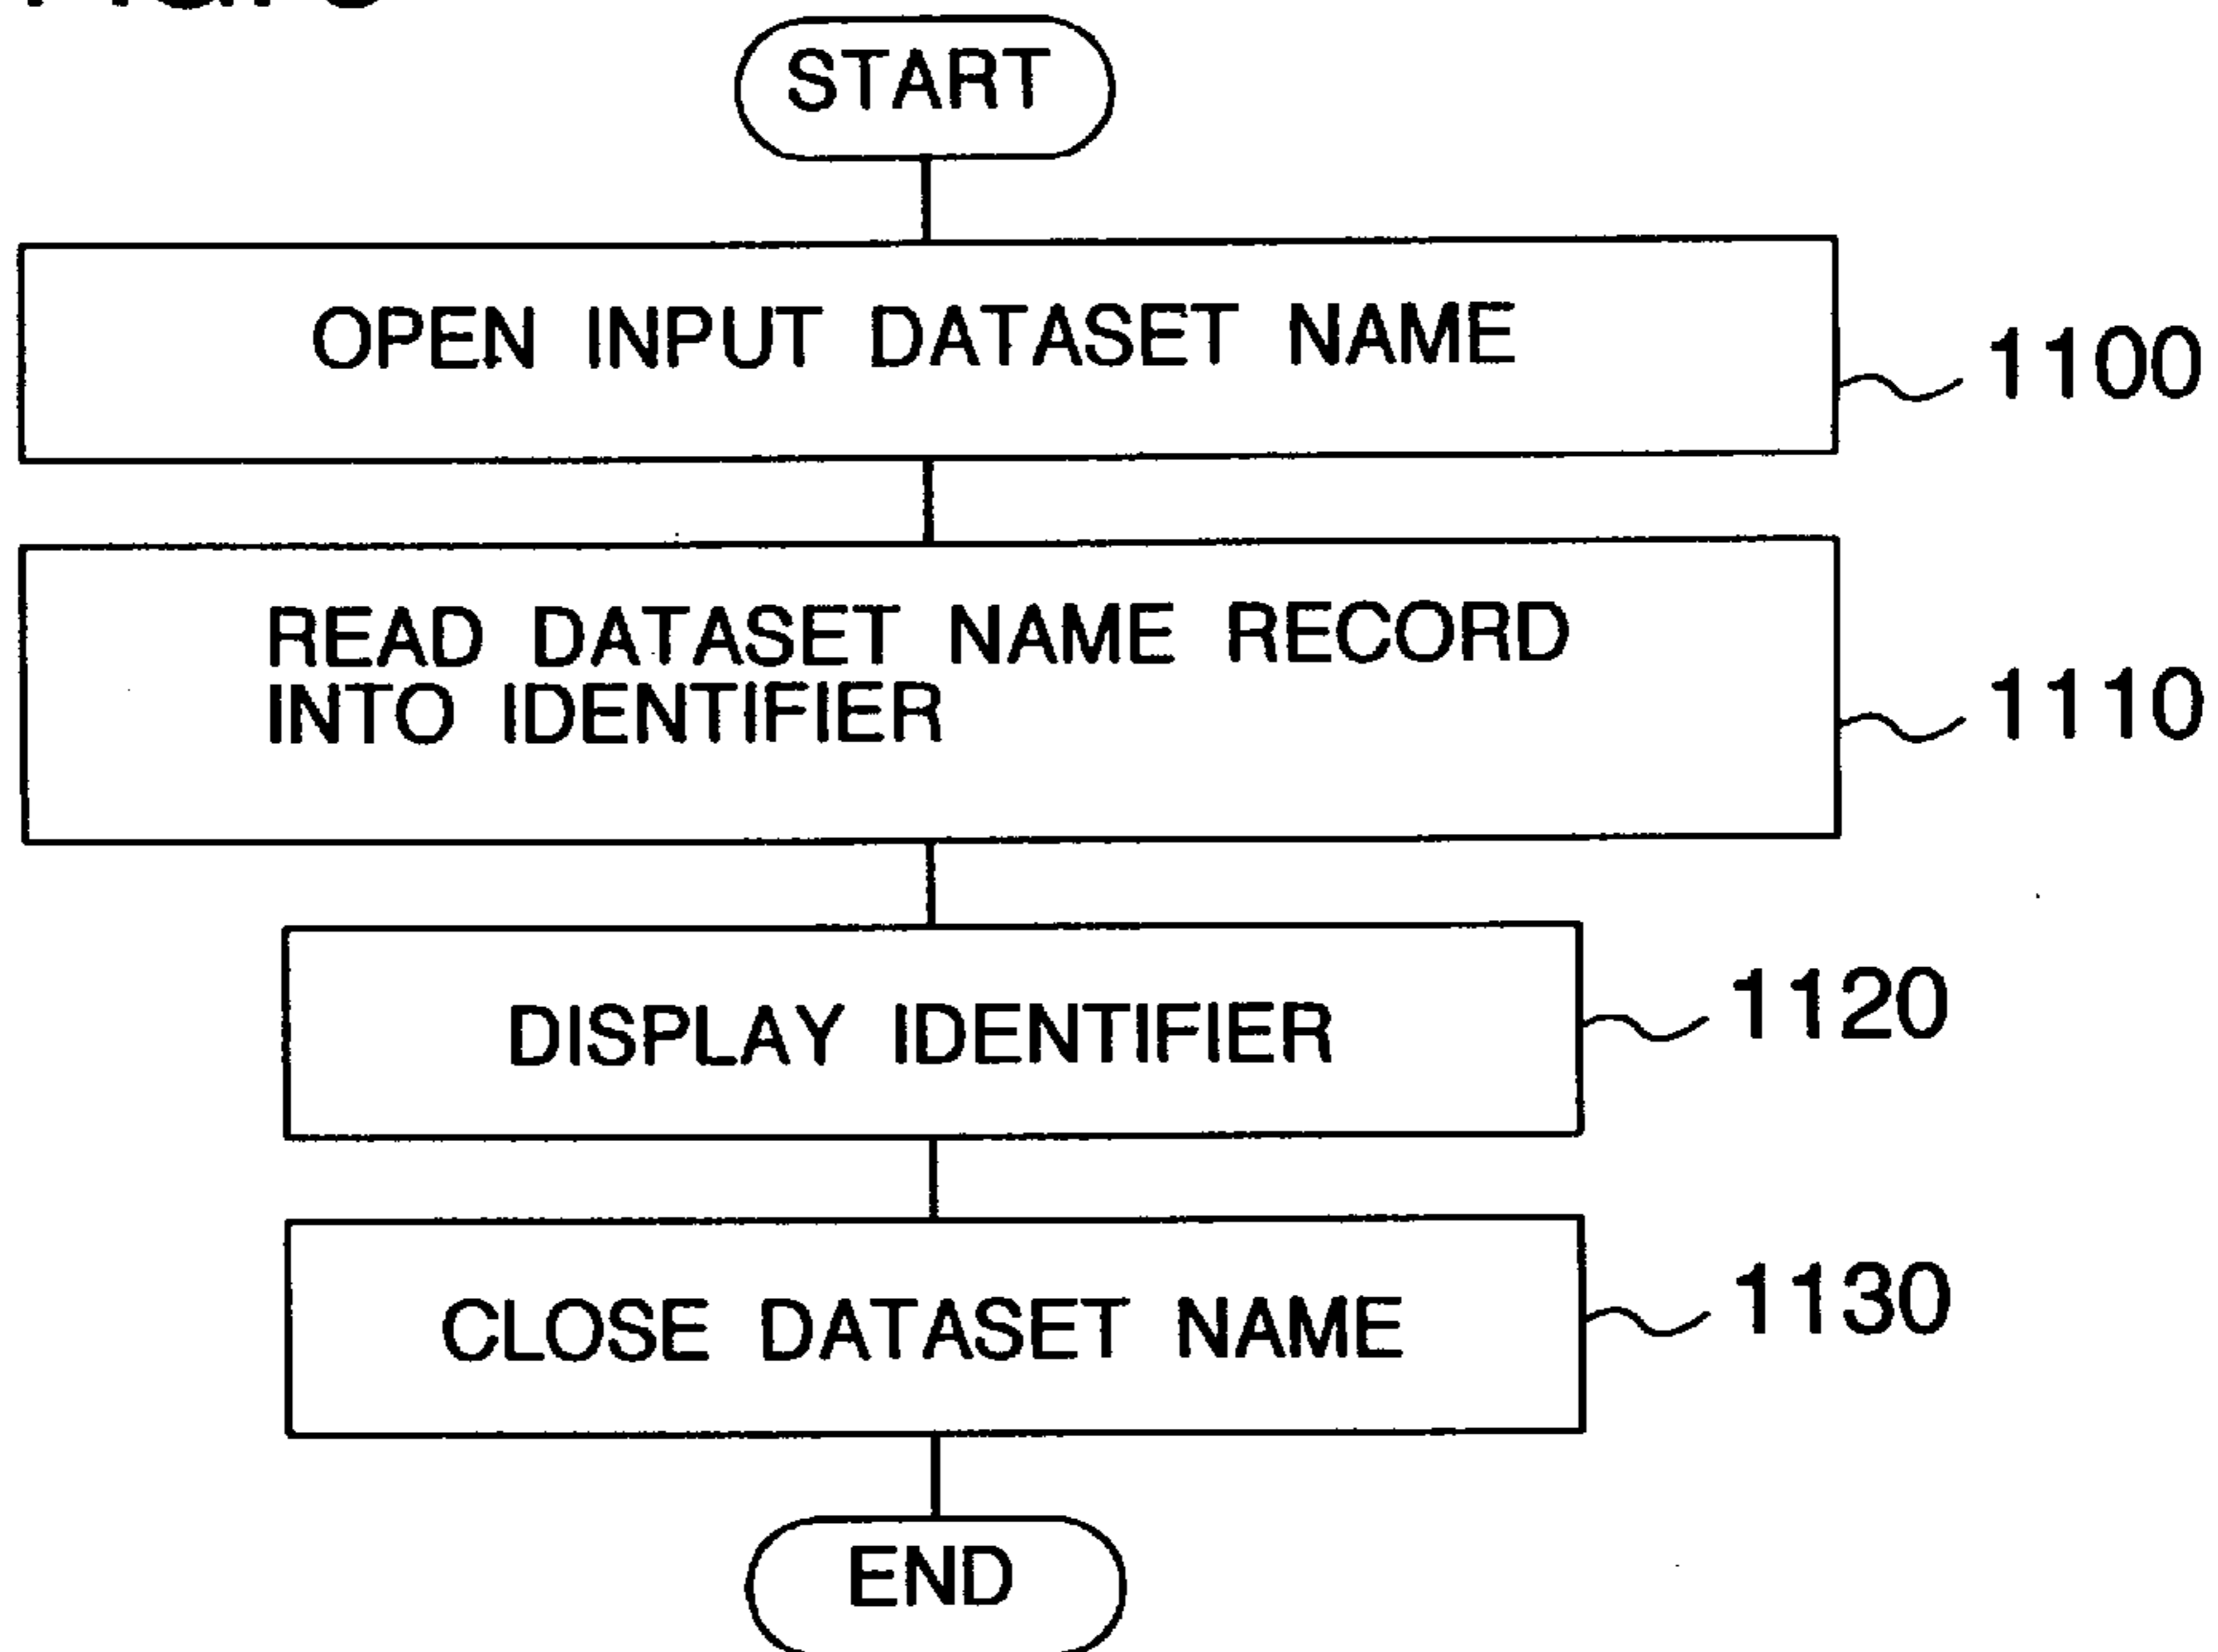 START
OPEN INPUT DATASET NAME
1100
READ DATASET NAME RECORD
INTO IDENTIFIER
1110
DISPLAY IDENTIFIER
1120
CLOSE DATASET NAME
1130
END